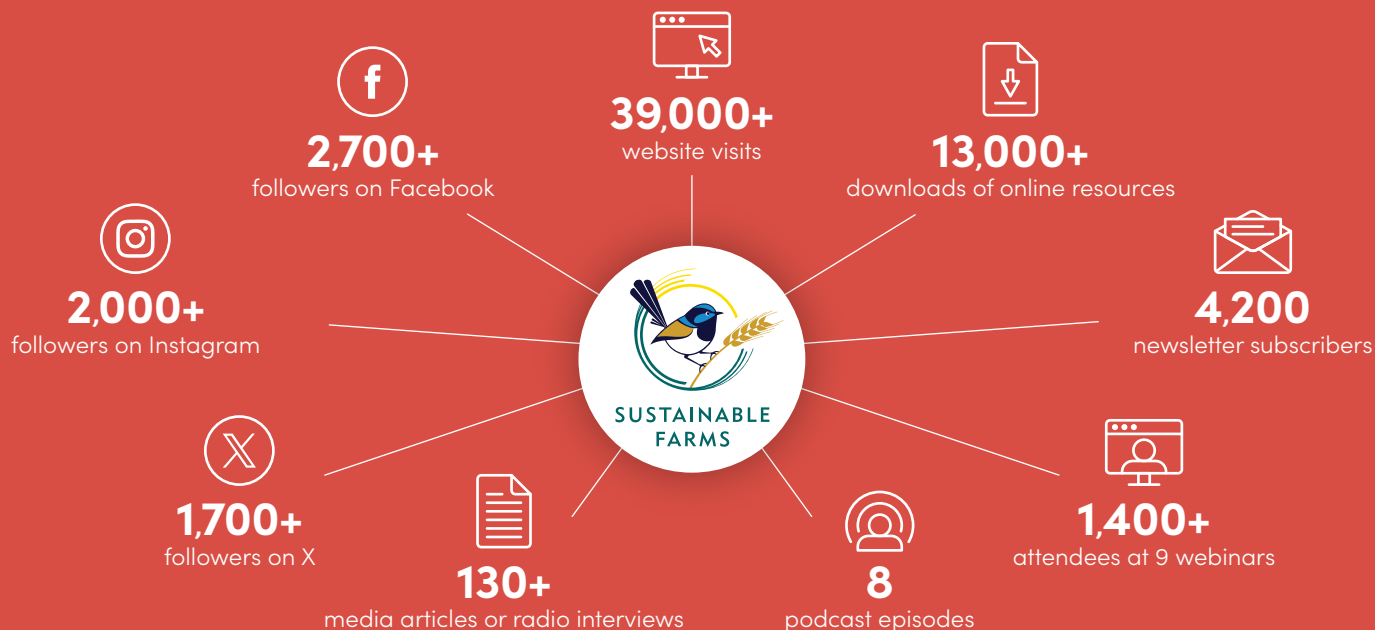 39,000+
website visits
2,700+
followers on Facebook
13,000+
downloads of online resources
2,000+
followers on Instagram
4,200
newsletter subscribers
SUSTAINABLE
FARMS
1,700+
followers on X
130+
media articles or radio interviews
8
podcast episodes
1,400+
attendees at 9 webinars